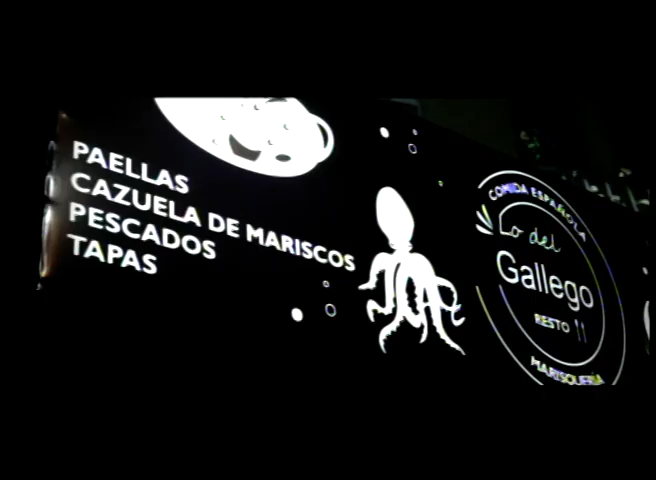 PAELLAS
CAZUELA DE MARISCOS
PESCADOS
TAPAS
COMIDA ESPAÑOLA
Lo del
Gallego
RESTO
MARISQUERÍA